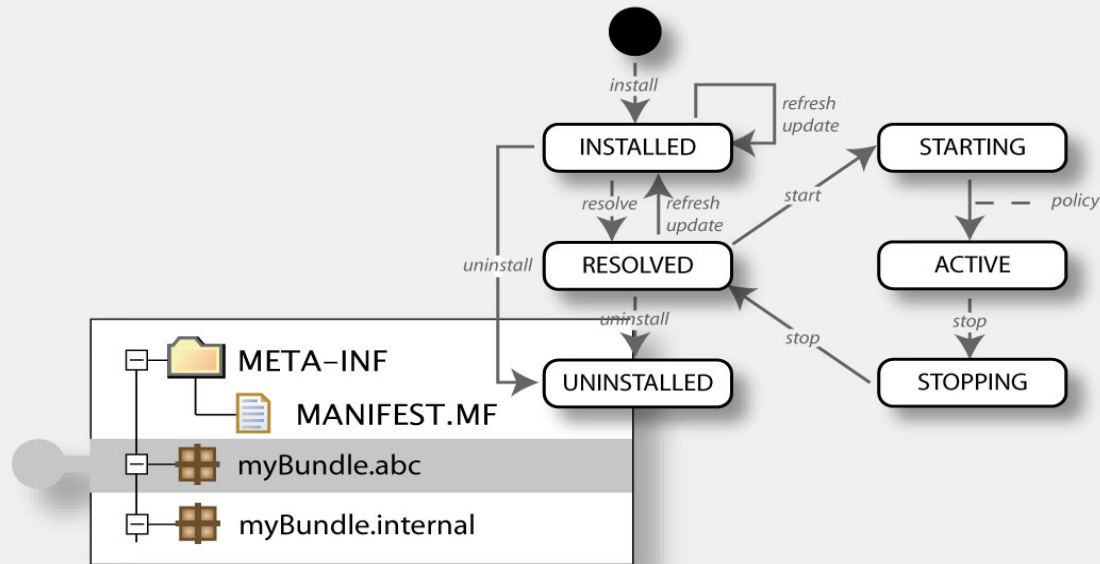 install
refresh
update
INSTALLED
STARTING
resolve
refresh
update
start
policy
uninstall
RESOLVED
ACTIVE
uninstall
stop
stop
UNINSTALLED
STOPPING
META-INF
MANIFEST.MF
myBundle.abc
myBundle.internal